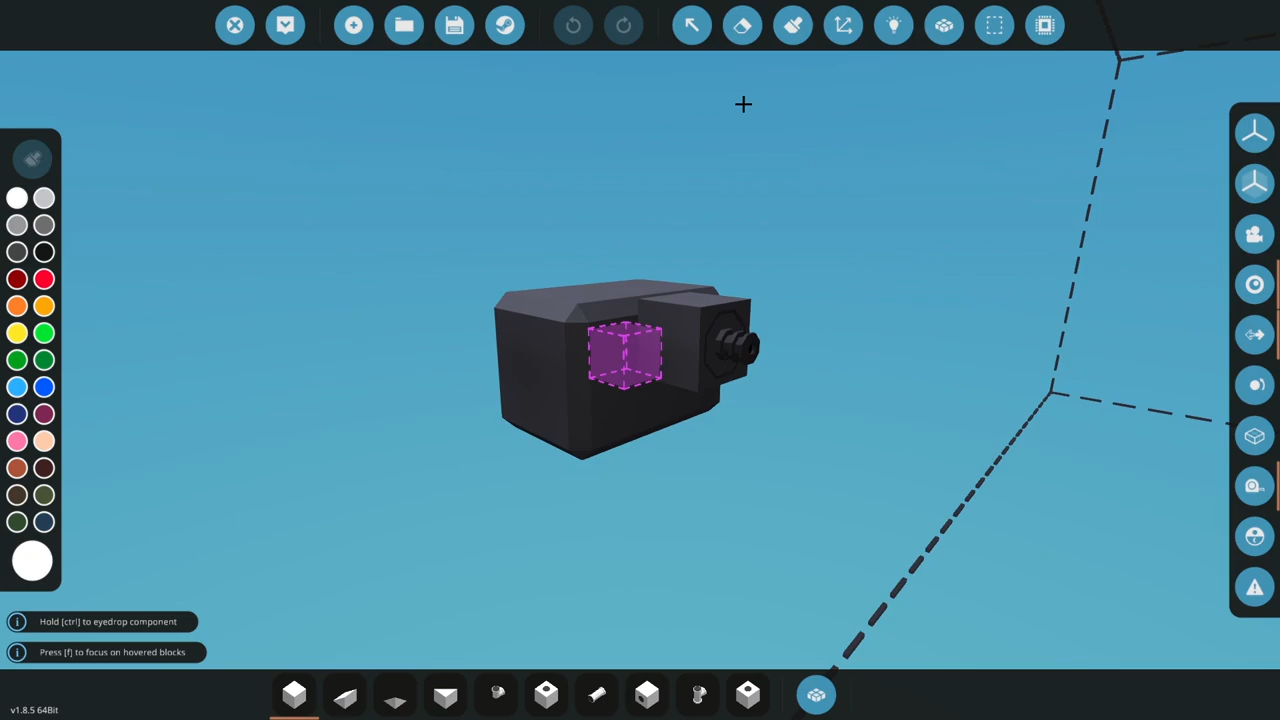 Hold [ctrl] to eyedrop component
Press [f] to focus on hovered blocks
v1.8.5 64Bit